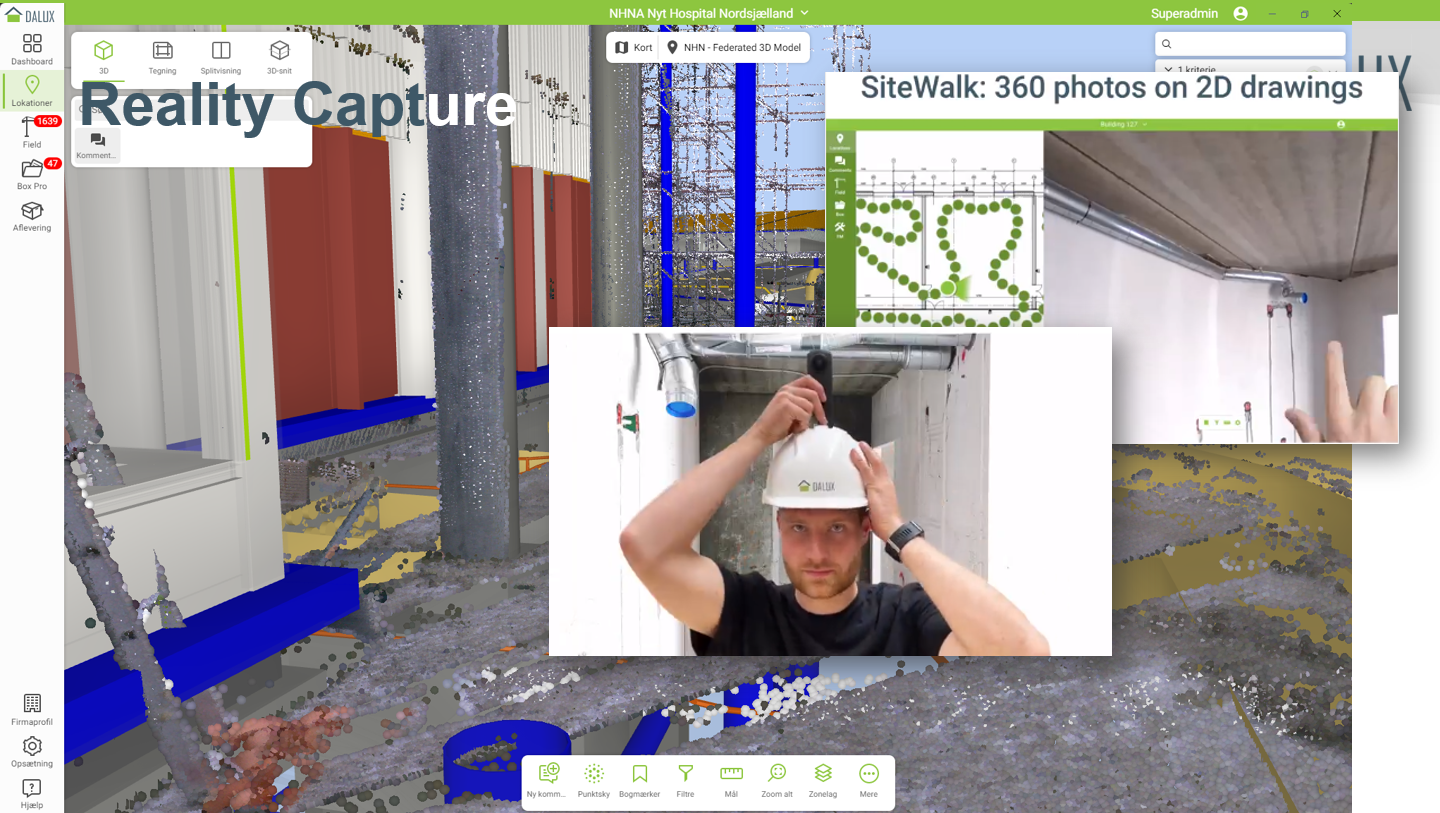 DALUX
NHNA Nyt Hospital Nordsjælland
Superadmin
Dashboard
Lokationer
1639
Field
47
Box Pro
Aflevering
3D
Tegning
Splitvisning
3D-snit
Kort
NHN - Federated 3D Model
1 kriterie
UX
Reality Capture
Komment...
SiteWalk: 360 photos on 2D drawings
Building 127
Locations
Comments
Field
Box
FM
DALUX
Firmaprofil
Opsætning
Hjælp
Ny komm...
Punktsky
Bogmærker
Filtre
Mål
Zoom alt
Zonelag
Mere